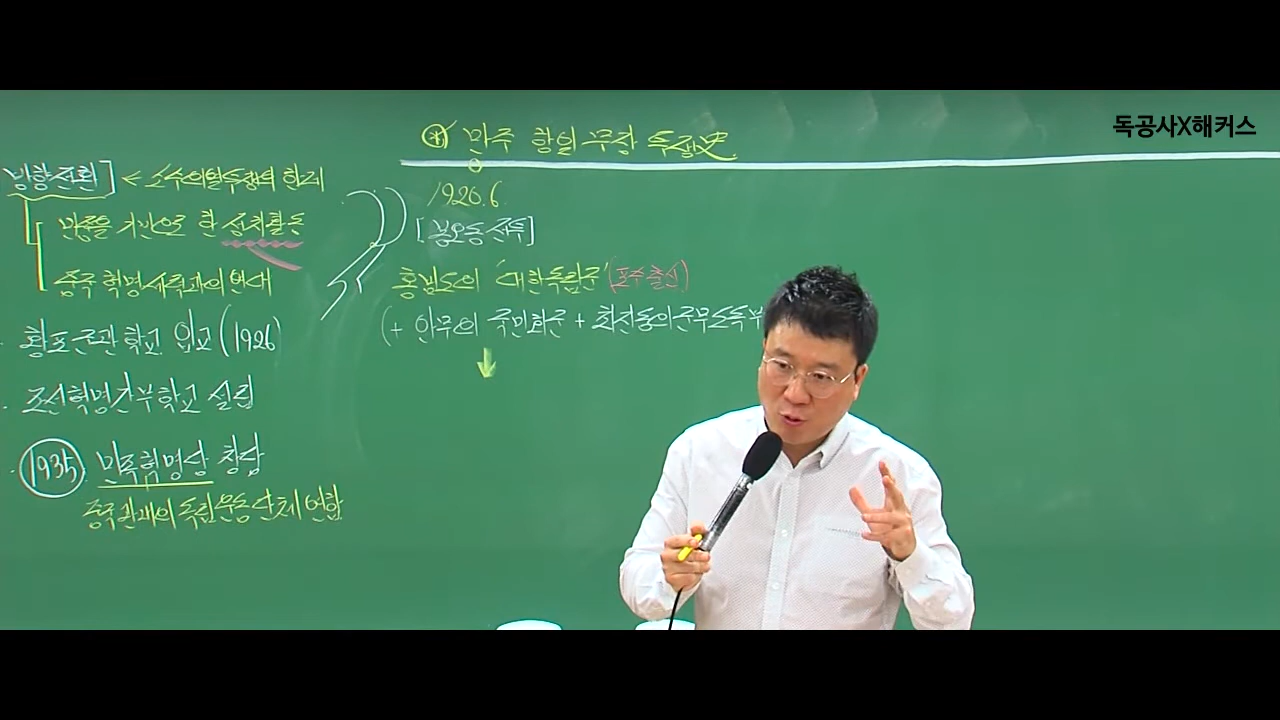 독공사X해커스
방향전환] < 소수의열투쟁의 한계
민중을 기반으로 한 정치활동
중국 혁명세력과의 연대
· 황포군관학교 입교 (1926)
· 조선혁명간부학교 설립
· 1935 민족혁명당 창당
중국 관내의 독립운동단체 연합
* 만주 항일무장 투쟁史
1920.6
[봉오동전투]
홍범도의 '대한독립군' (포수출신)
(+ 안무의 국민회군 + 최진동의 군무도독부